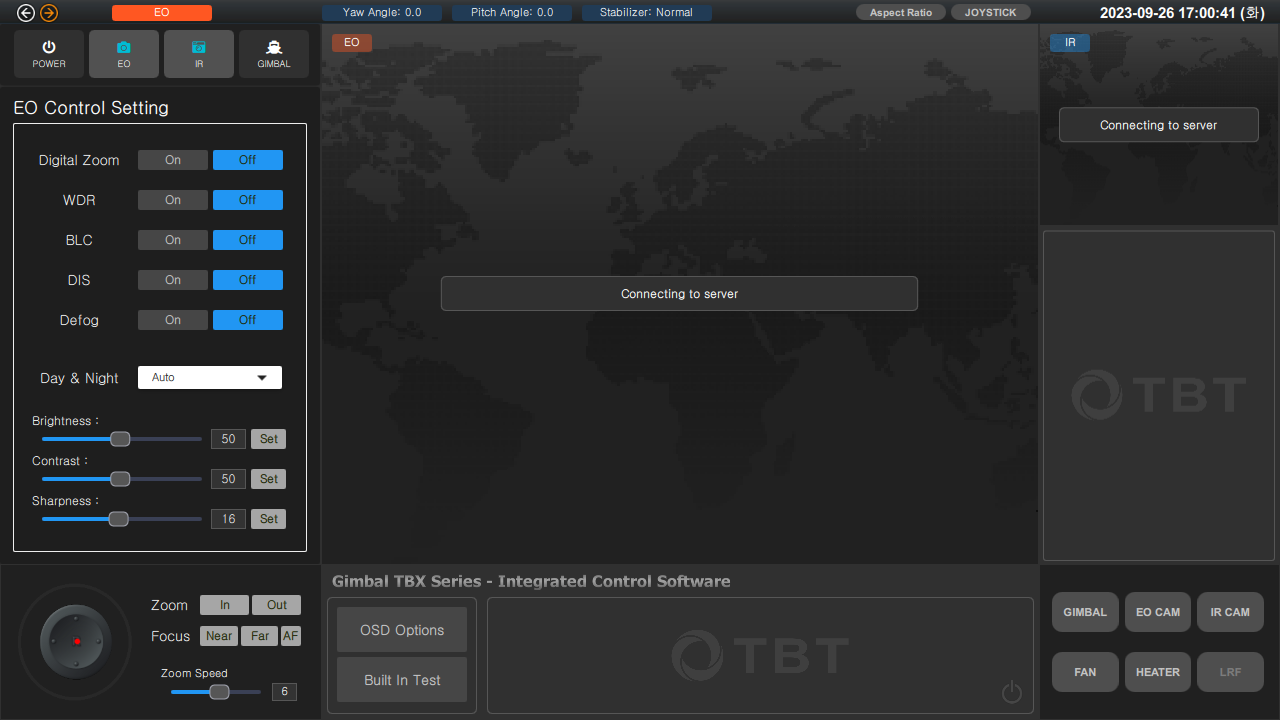 EO
Yaw Angle: 0.0
Pitch Angle: 0.0
Stabilizer: Normal
Aspect Ratio
JOYSTICK
2023-09-26 17:00:41 (화)
POWER
EO
IR
GIMBAL
EO
IR
EO Control Setting
Digital Zoom On Off
WDR On Off
BLC On Off
DIS On Off
Defog On Off
Day & Night Auto
Brightness :
50 Set
Contrast :
50 Set
Sharpness :
16 Set
Connecting to server
Connecting to server
TBT
Zoom In Out
Focus Near Far AF
Zoom Speed
6
Gimbal TBX Series - Integrated Control Software
OSD Options
Built In Test
TBT
GIMBAL
EO CAM
IR CAM
FAN
HEATER
LRF